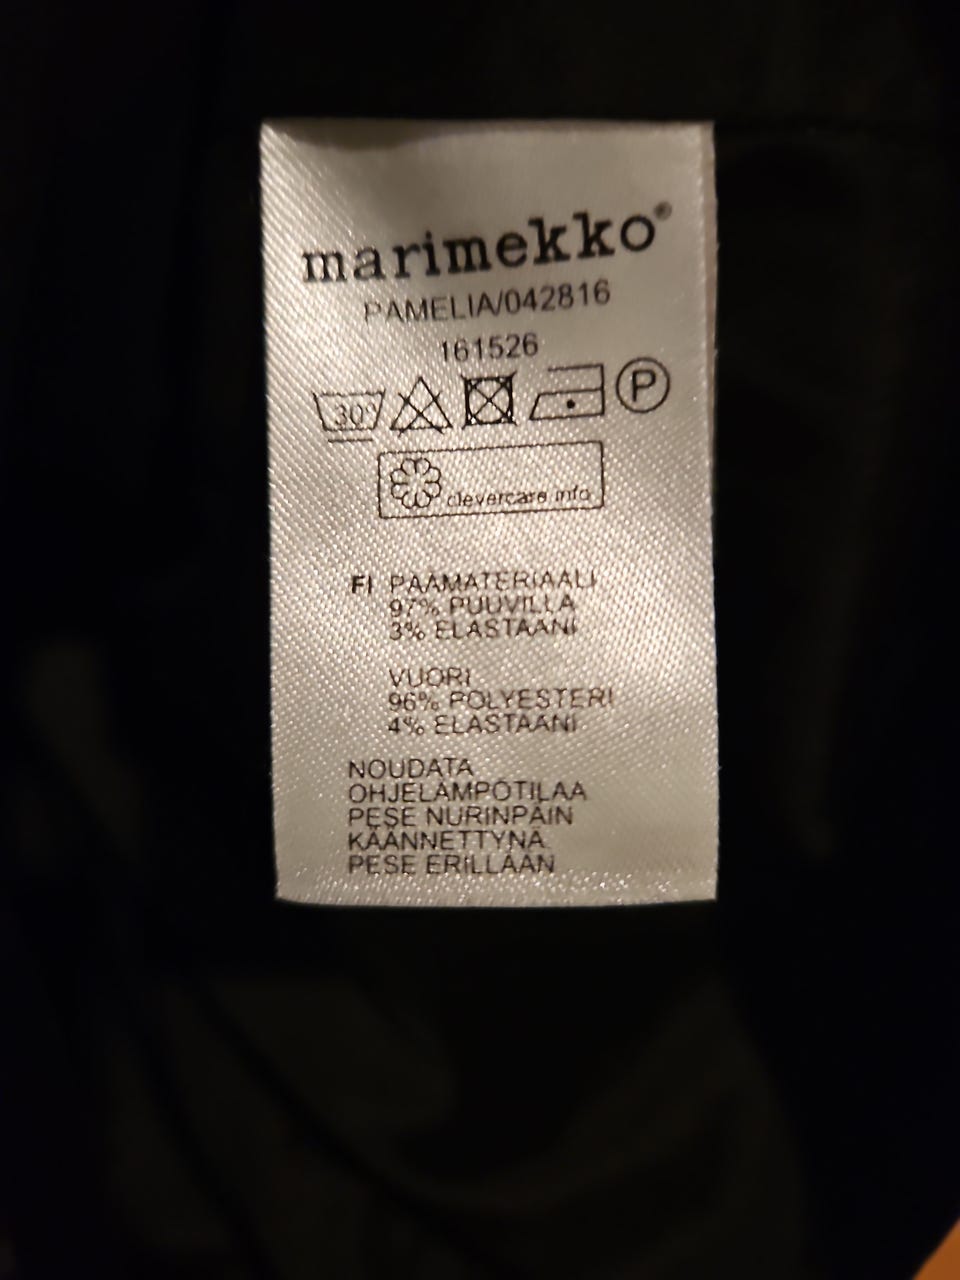 marimekko®
PAMELIA/042816
161526
30°
P
clevercare.info
FI PÄÄMATERIAALI
97% PUUVILLA
3% ELASTAANI
VUORI
96% POLYESTERI
4% ELASTAANI
NOUDATA
OHJELÄMPÖTILAA
PESE NURINPÄIN
KÄÄNNETTYNÄ
PESE ERILLÄÄN